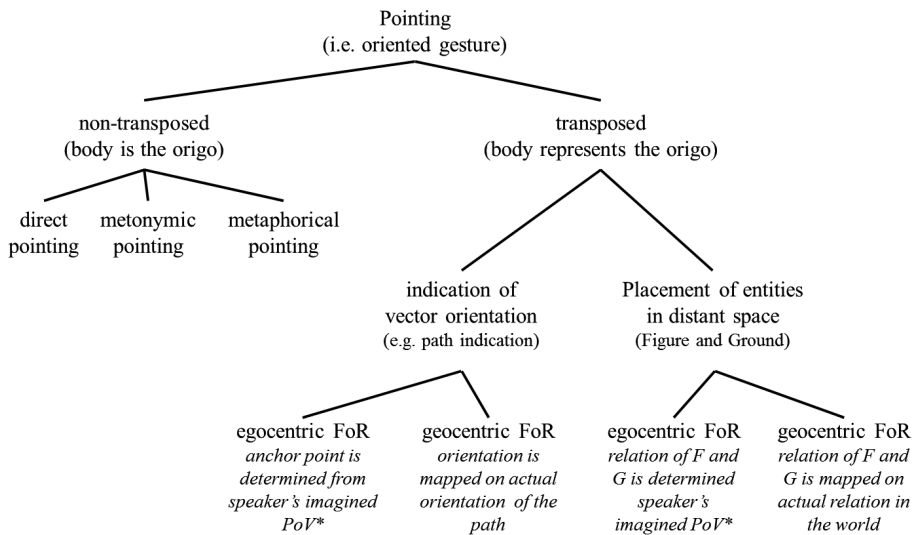 Pointing
(i.e. oriented gesture)
non-transposed
(body is the origo)
transposed
(body represents the origo)
direct
pointing
metonymic
pointing
metaphorical
pointing
indication of
vector orientation
(e.g. path indication)
Placement of entities
in distant space
(Figure and Ground)
egocentric FoR
anchor point is
determined from
speaker's imagined
PoV*
geocentric FoR
orientation is
mapped on actual
orientation of the
path
egocentric FoR
relation of F and
G is determined
speaker's
imagined PoV*
geocentric FoR
relation of F and
G is mapped on
actual relation in
the world